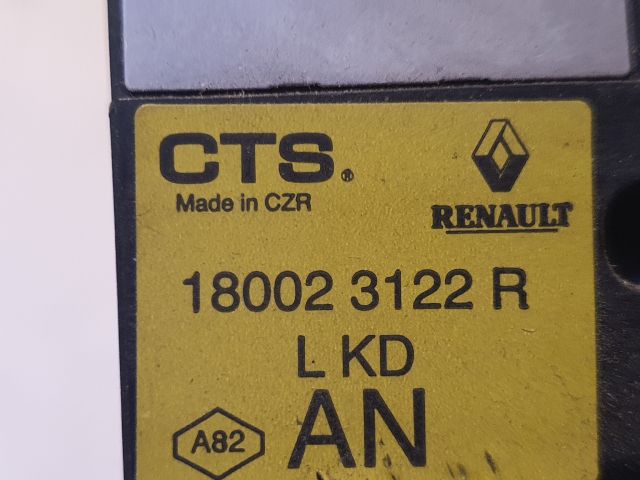 CTS®
Made in CZR
RENAULT
18002 3122 R
L KD
A82
AN